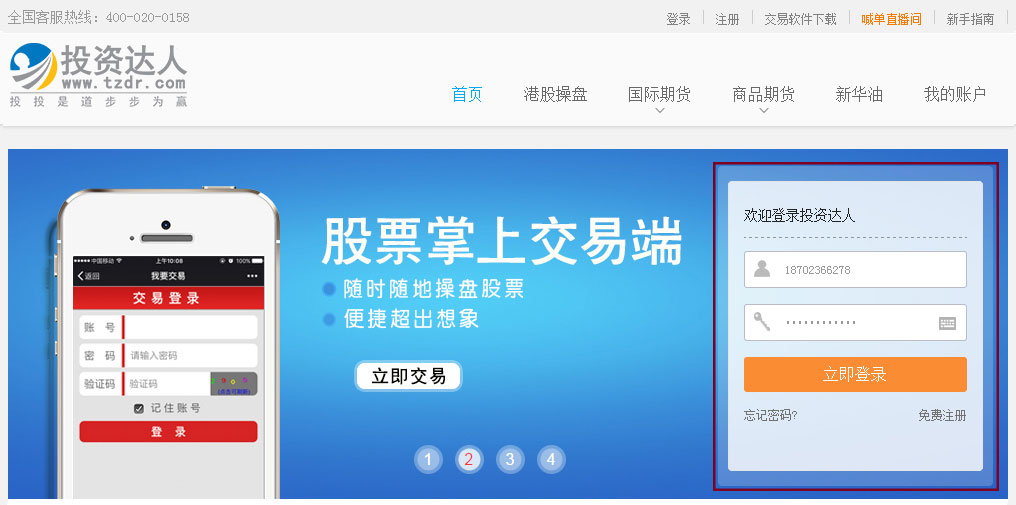 全国客服热线：400-020-0158
登录 注册 交易软件下载 喊单直播间 新手指南
投资达人
www.tzdr.com
投投是道步步为赢
首页 港股操盘 国际期货 商品期货 新华油 我的账户
中国移动 上午10:08 100%
返回 我要交易
交易登录
账 号
密 码 请输入密码
验证码 验证码
记住账号
登 录
股票掌上交易端
随时随地操盘股票
便捷超出想象
立即交易
1 2 3 4
欢迎登录投资达人
18702366278
············
立即登录
忘记密码? 免费注册